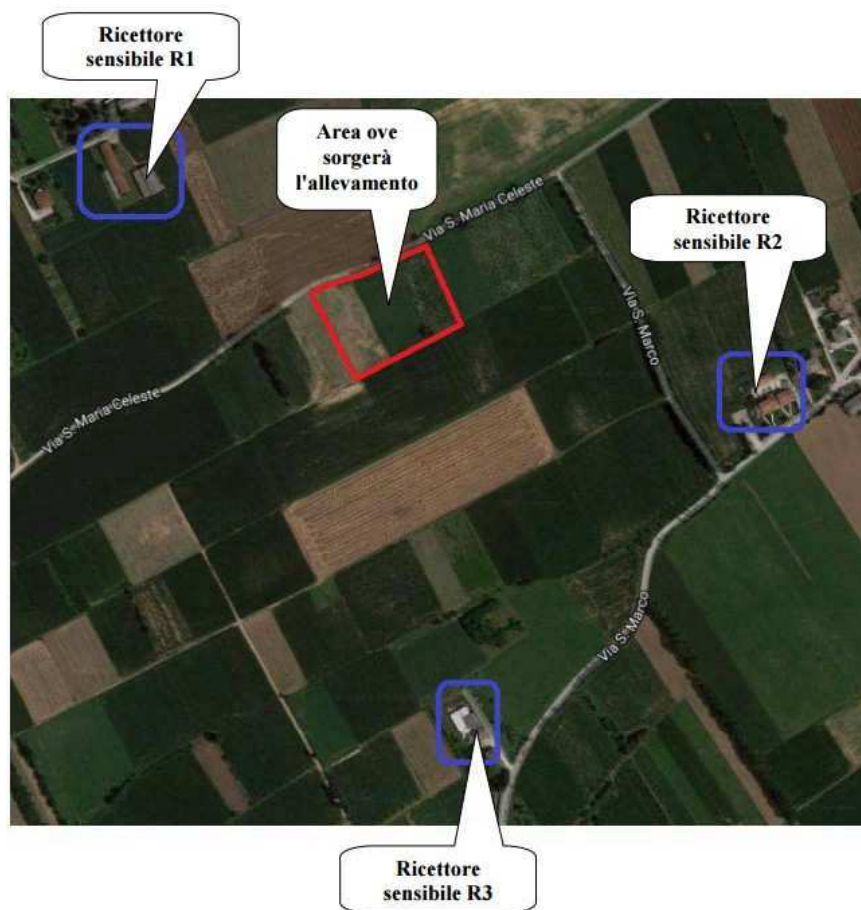 Ricettore
sensibile R1
Area ove
sorgerà
l'allevamento
Via S. Maria Celeste
Ricettore
sensibile R2
Via S. Marco
Via S. Maria Celeste
Via S. Marco
Ricettore
sensibile R3